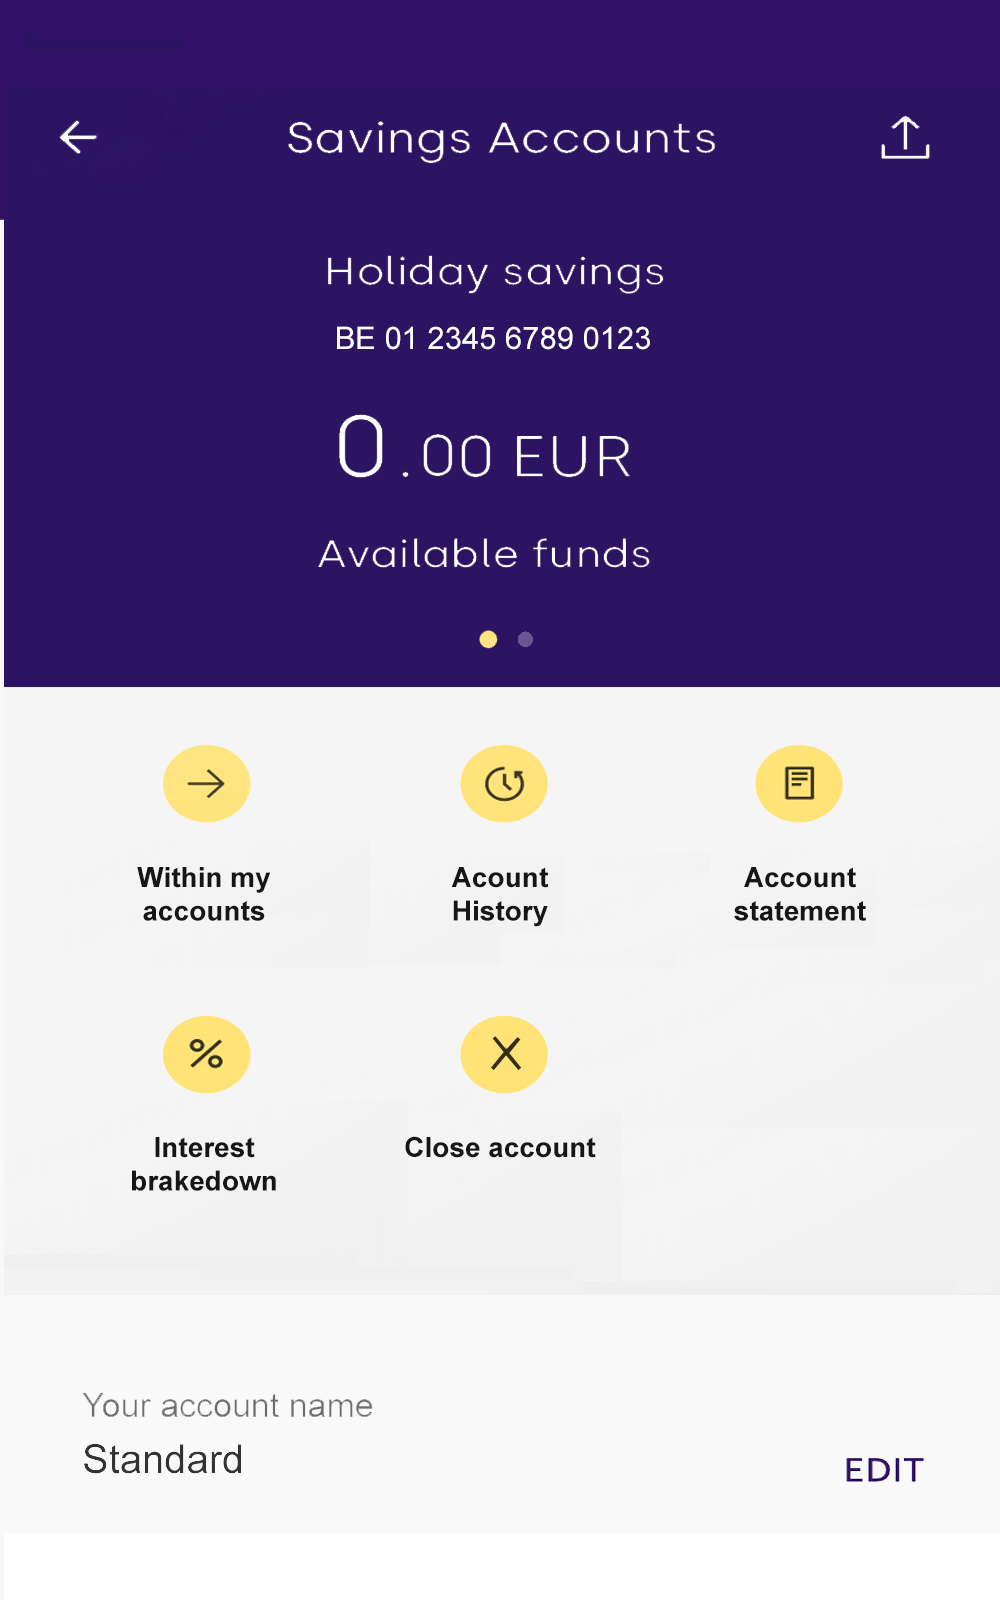 Savings Accounts
Holiday savings
BE 01 2345 6789 0123
0.00 EUR
Available funds
Within my
accounts
Acount
History
Account
statement
Interest
brakedown
Close account
Your account name
Standard
EDIT